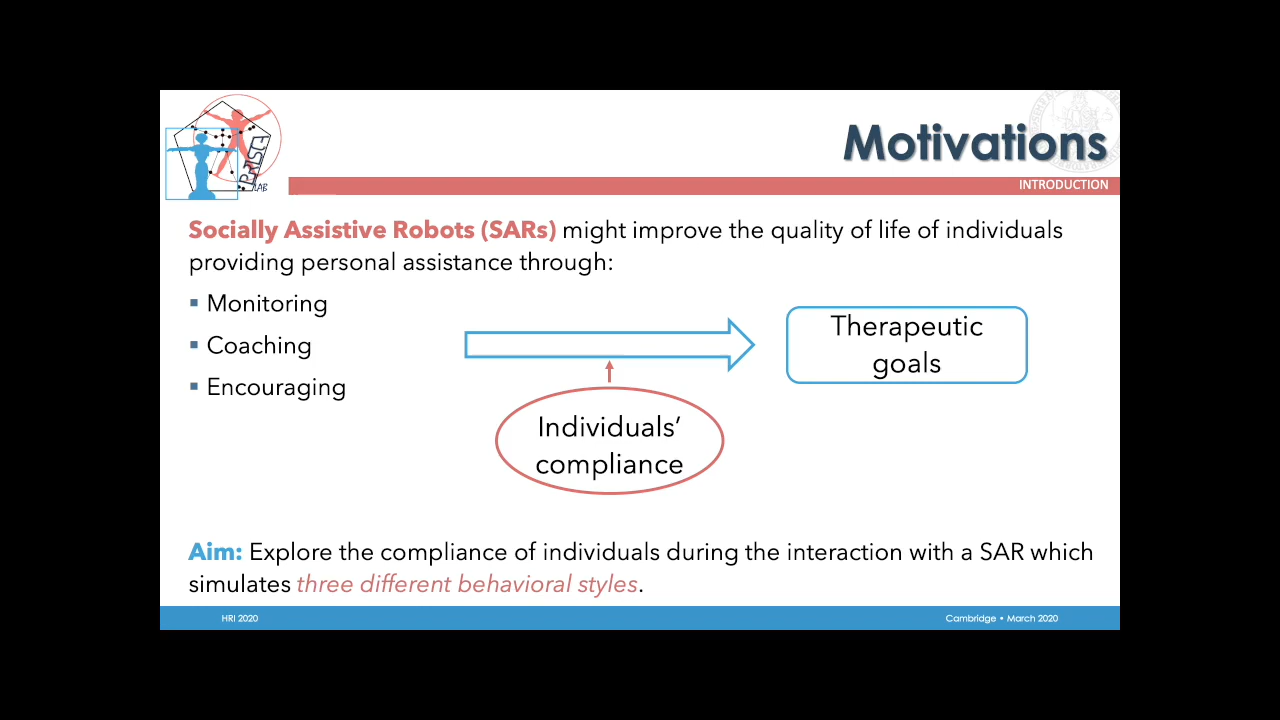 Motivations
INTRODUCTION
PRISCA
LAB
Socially Assistive Robots (SARs) might improve the quality of life of individuals
providing personal assistance through:
▪ Monitoring
▪ Coaching
▪ Encouraging
Therapeutic
goals
Individuals’
compliance
Aim: Explore the compliance of individuals during the interaction with a SAR which
simulates three different behavioral styles.
HRI 2020
Cambridge • March 2020